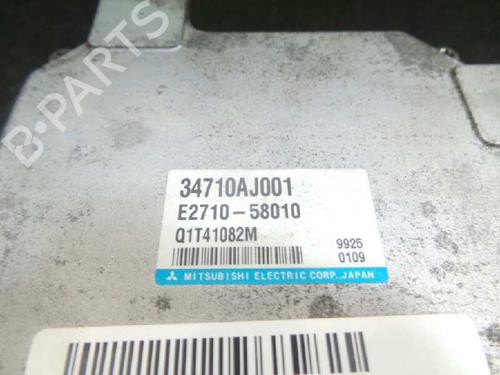 B-PARTS
34710AJ001
E2710-58010
Q1T41082M
9925
0109
MITSUBISHI ELECTRIC CORP., JAPAN